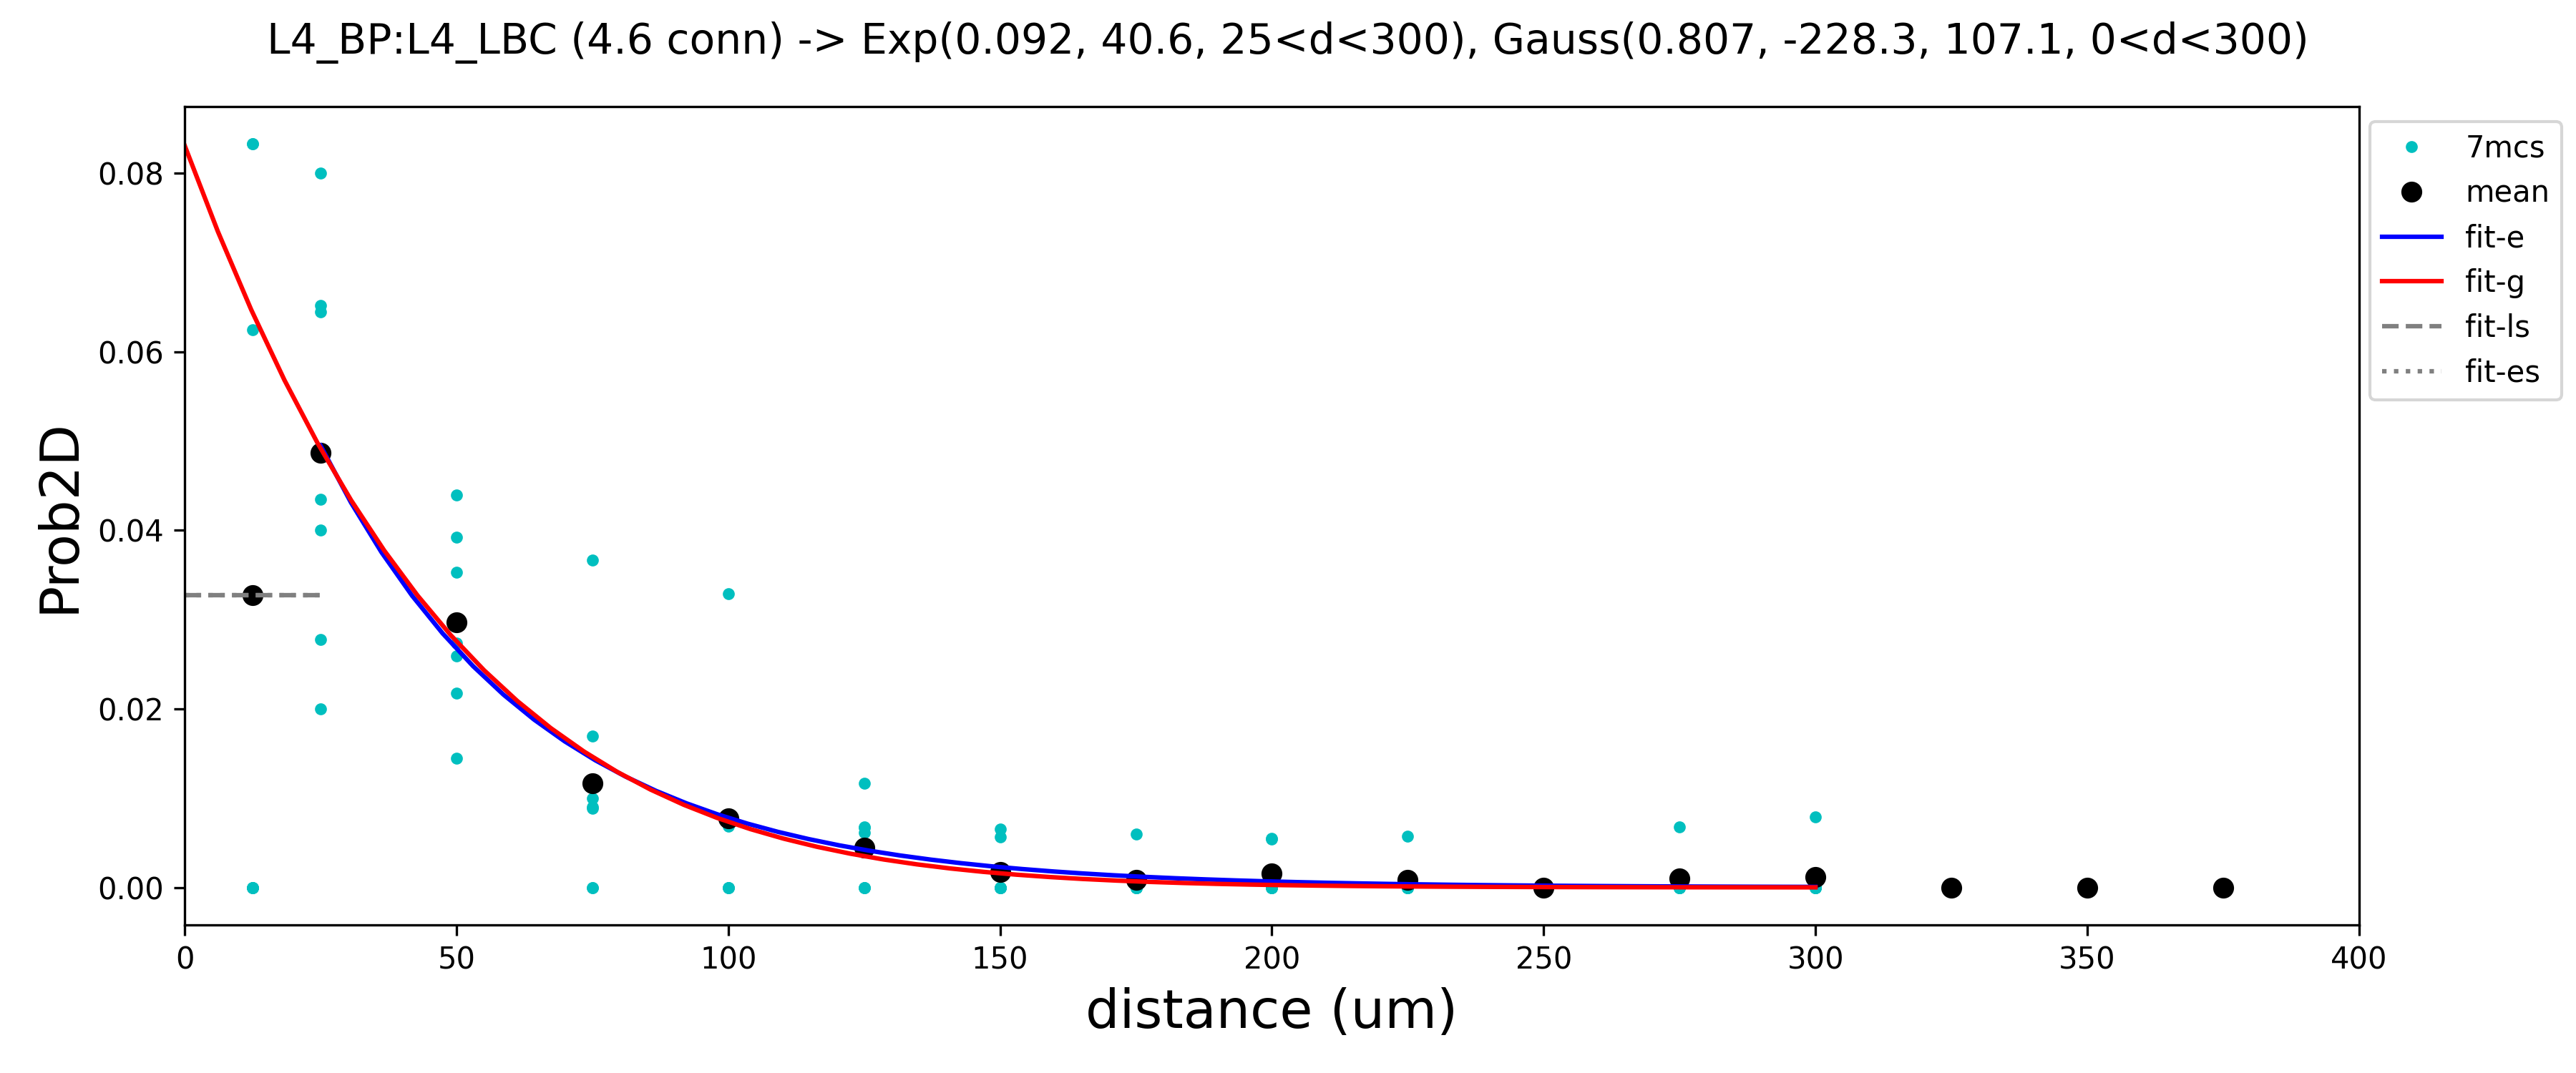 L4_BP:L4_LBC (4.6 conn) -> Exp(0.092, 40.6, 25<d<300), Gauss(0.807, -228.3, 107.1, 0<d<300)
7mcs
mean
fit-e
fit-g
fit-ls
fit-es
Prob2D
0.08
0.06
0.04
0.02
0.00
0 50 100 150 200 250 300 350 400
distance (um)